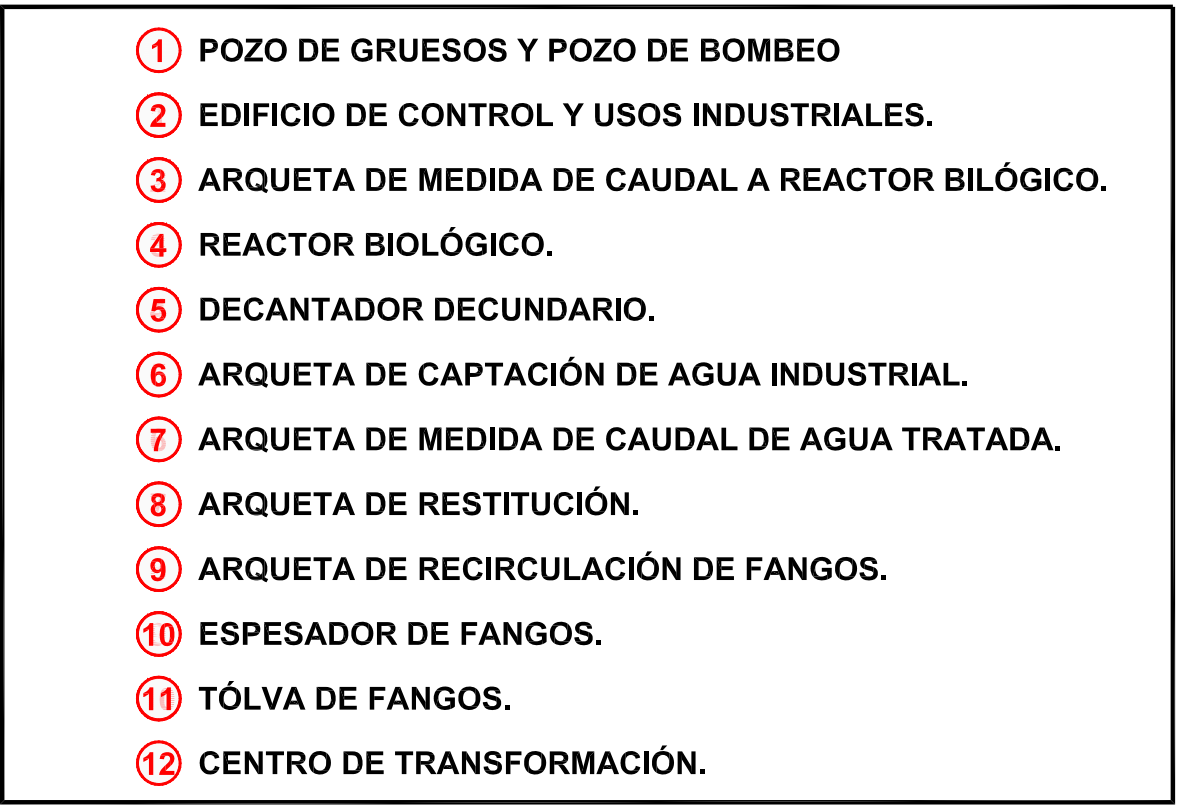 1 POZO DE GRUESOS Y POZO DE BOMBEO
2 EDIFICIO DE CONTROL Y USOS INDUSTRIALES.
3 ARQUETA DE MEDIDA DE CAUDAL A REACTOR BILÓGICO.
4 REACTOR BIOLÓGICO.
5 DECANTADOR DECUNDARIO.
6 ARQUETA DE CAPTACIÓN DE AGUA INDUSTRIAL.
7 ARQUETA DE MEDIDA DE CAUDAL DE AGUA TRATADA.
8 ARQUETA DE RESTITUCIÓN.
9 ARQUETA DE RECIRCULACIÓN DE FANGOS.
10 ESPESADOR DE FANGOS.
11 TÓLVA DE FANGOS.
12 CENTRO DE TRANSFORMACIÓN.